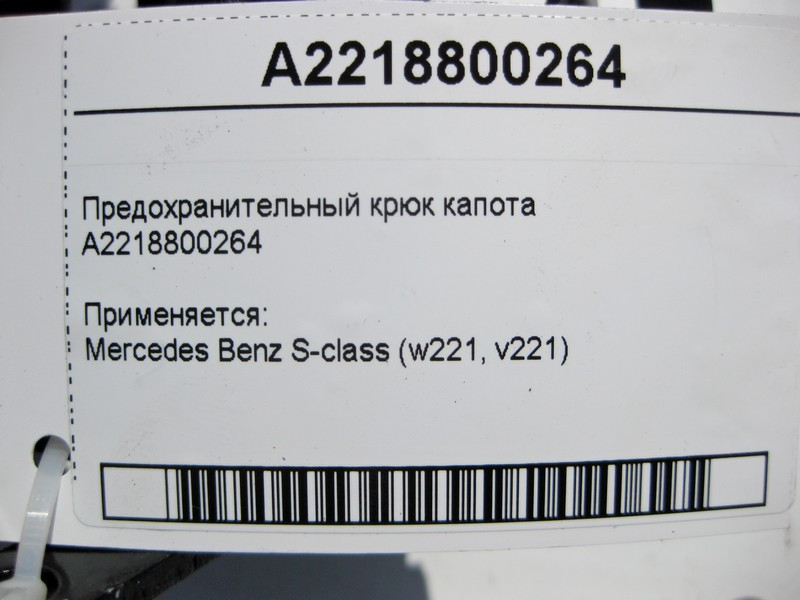 A2218800264
Предохранительный крюк капота
A2218800264
Применяется:
Mercedes Benz S-class (w221, v221)